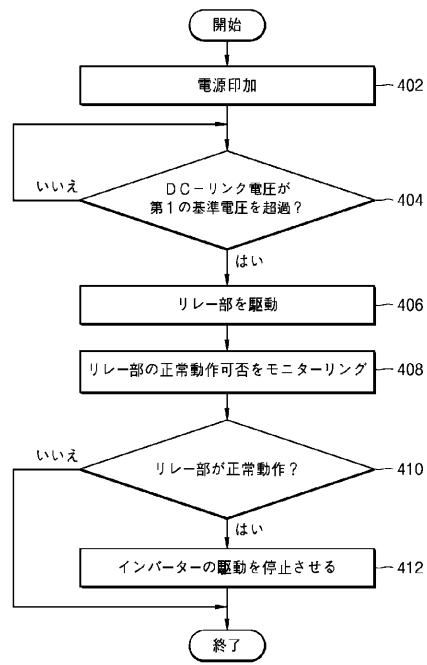 開始
電源印加
402
いいえ
DC-リンク電圧が
第1の基準電圧を超過?
404
はい
リレー部を駆動
406
リレー部の正常動作可否をモニターリング
408
いいえ
リレー部が正常動作?
410
はい
インバーターの駆動を停止させる
412
終了